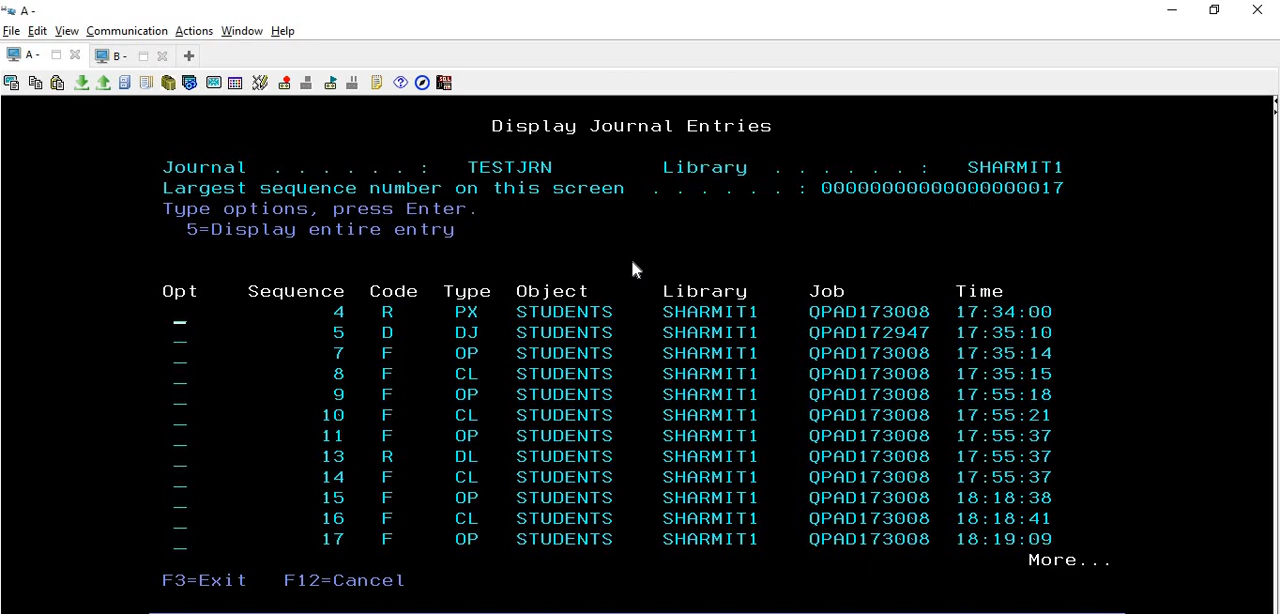 A -
File Edit View Communication Actions Window Help
A - B -
Display Journal Entries
Journal . . . . . . : TESTJRN Library . . . . . . : SHARMIT1
Largest sequence number on this screen . . . . . . : 00000000000000000017
Type options, press Enter.
5=Display entire entry
Opt Sequence Code Type Object Library Job Time
_ 4 R PX STUDENTS SHARMIT1 QPAD173008 17:34:00
_ 5 D DJ STUDENTS SHARMIT1 QPAD172947 17:35:10
_ 7 F OP STUDENTS SHARMIT1 QPAD173008 17:35:14
_ 8 F CL STUDENTS SHARMIT1 QPAD173008 17:35:15
_ 9 F OP STUDENTS SHARMIT1 QPAD173008 17:55:18
_ 10 F CL STUDENTS SHARMIT1 QPAD173008 17:55:21
_ 11 F OP STUDENTS SHARMIT1 QPAD173008 17:55:37
_ 13 R DL STUDENTS SHARMIT1 QPAD173008 17:55:37
_ 14 F CL STUDENTS SHARMIT1 QPAD173008 17:55:37
_ 15 F OP STUDENTS SHARMIT1 QPAD173008 18:18:38
_ 16 F CL STUDENTS SHARMIT1 QPAD173008 18:18:41
_ 17 F OP STUDENTS SHARMIT1 QPAD173008 18:19:09
More...
F3=Exit F12=Cancel